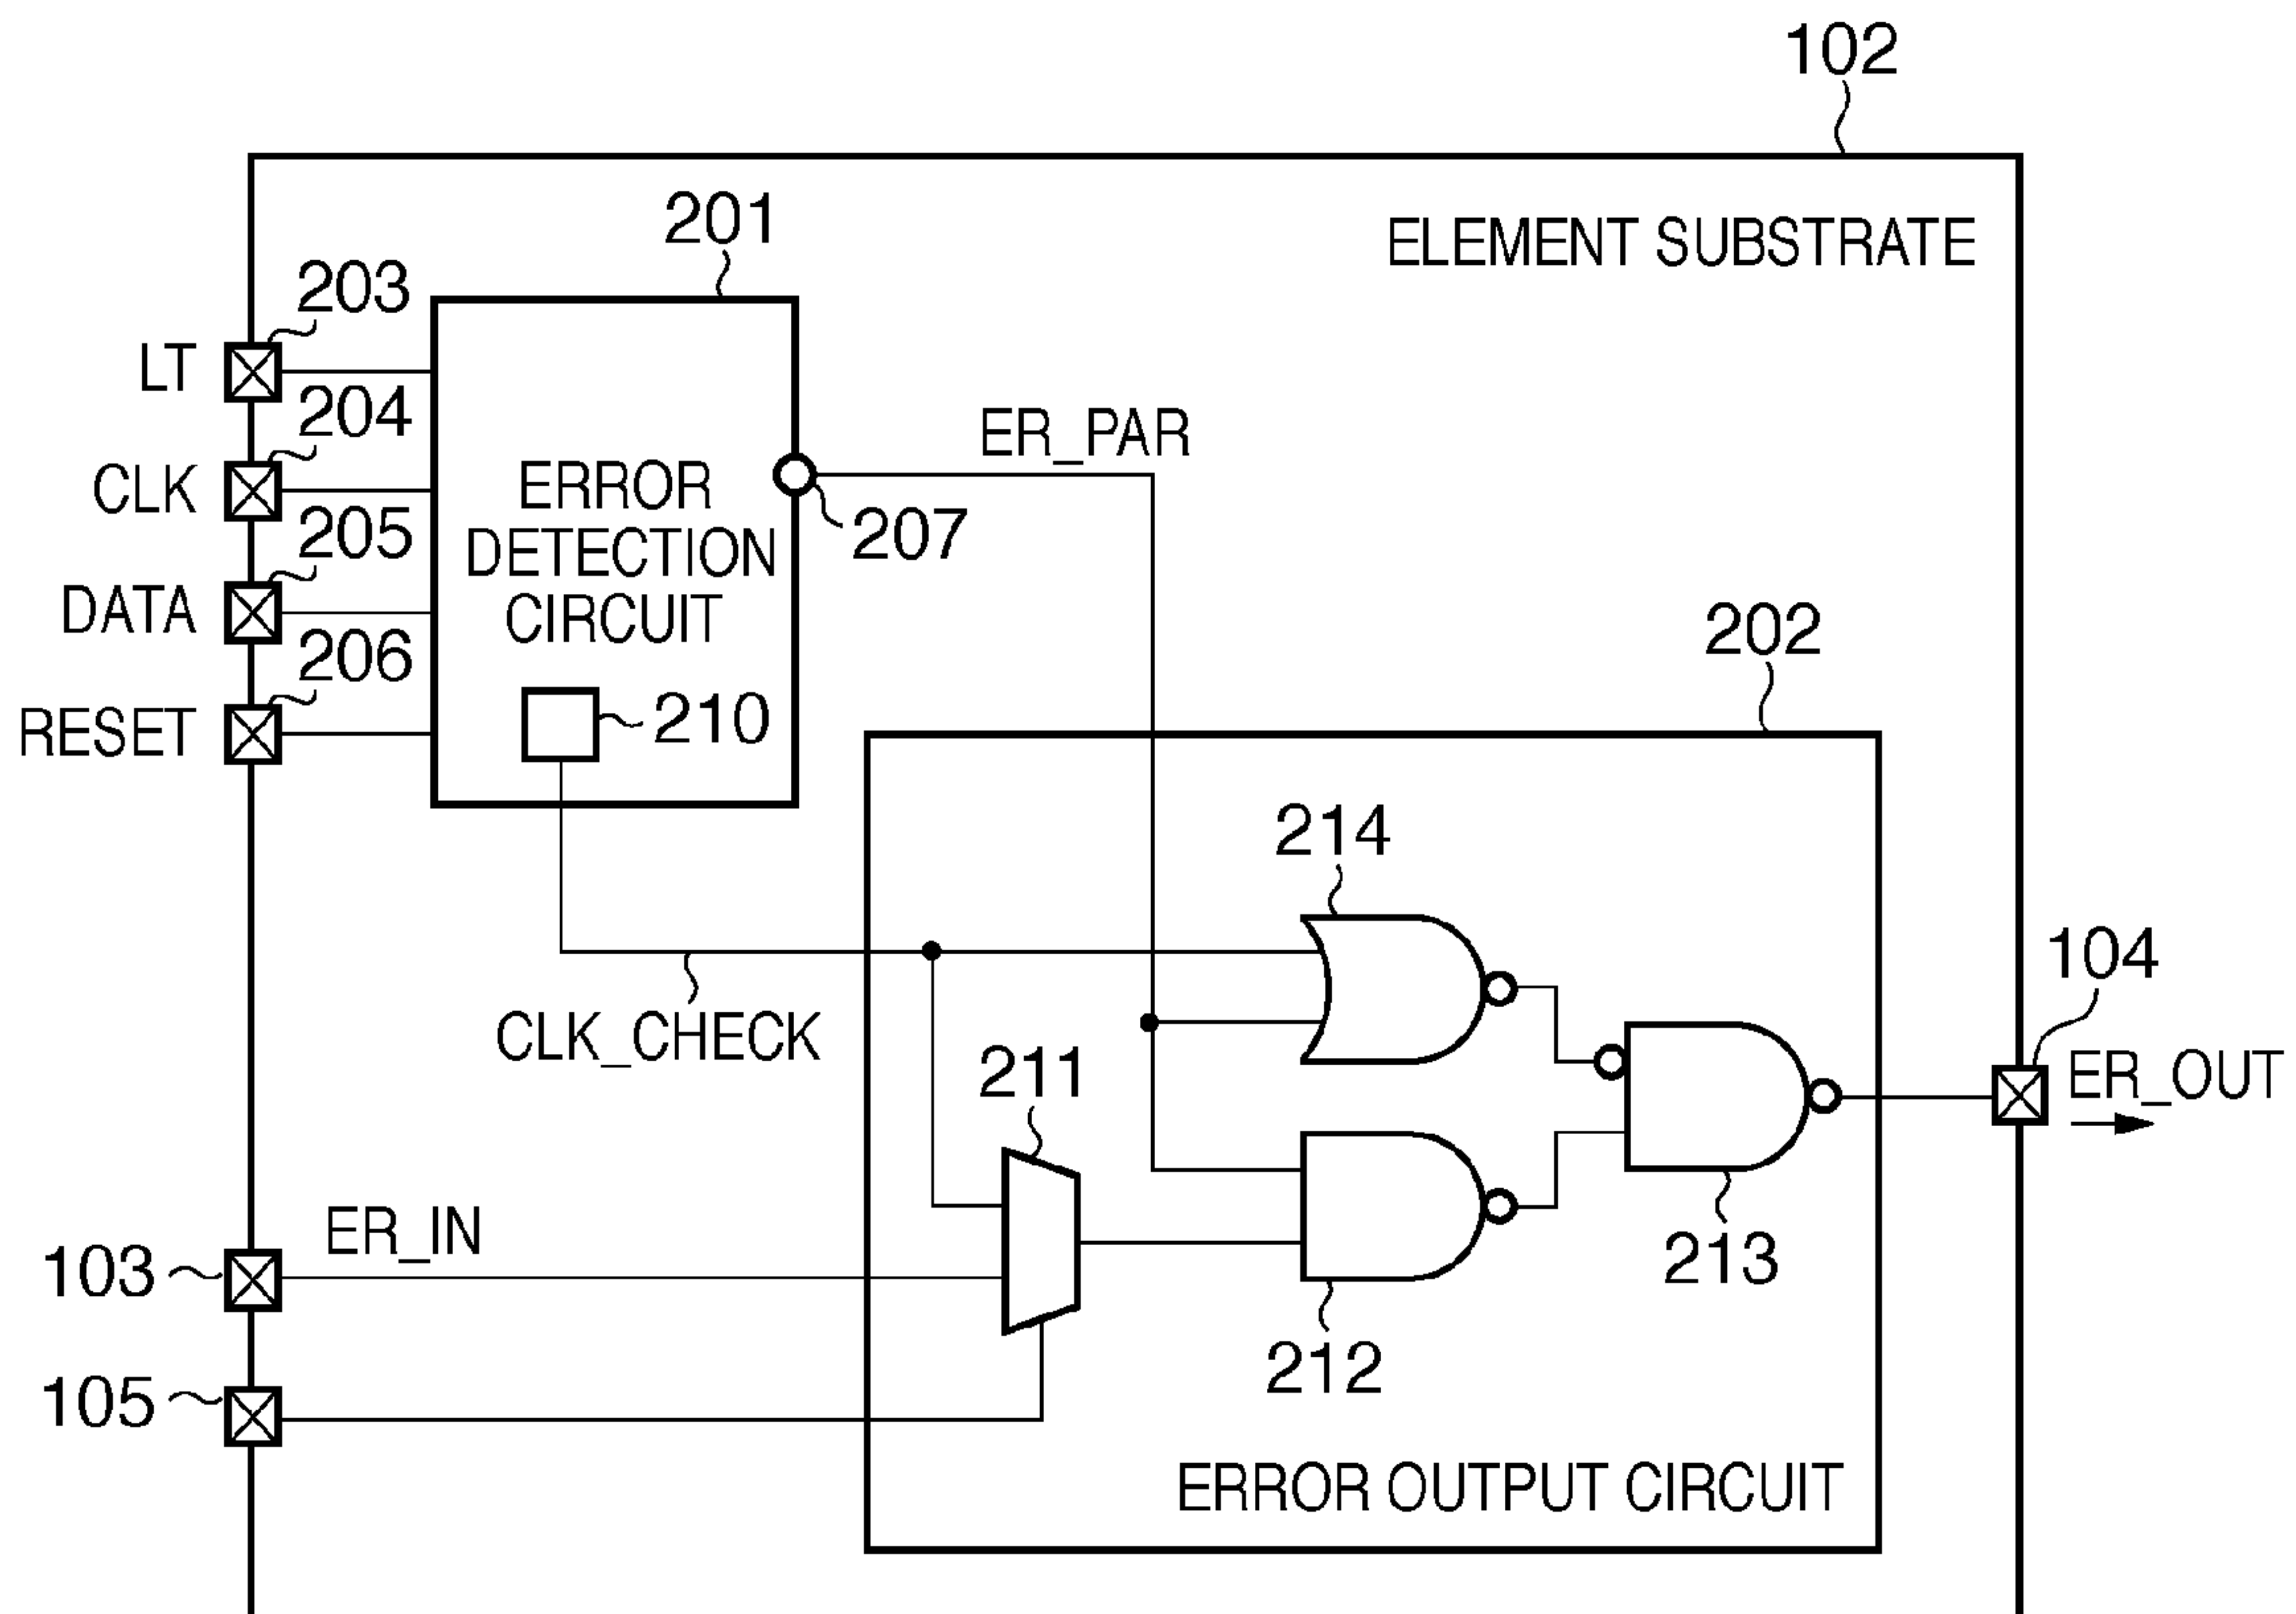 102
ELEMENT SUBSTRATE
201
203
LT
204
CLK
205
DATA
206
RESET
ERROR
DETECTION
CIRCUIT
210
ER_PAR
207
202
214
CLK_CHECK
211
104
ER_OUT
213
212
ER_IN
103
105
ERROR OUTPUT CIRCUIT